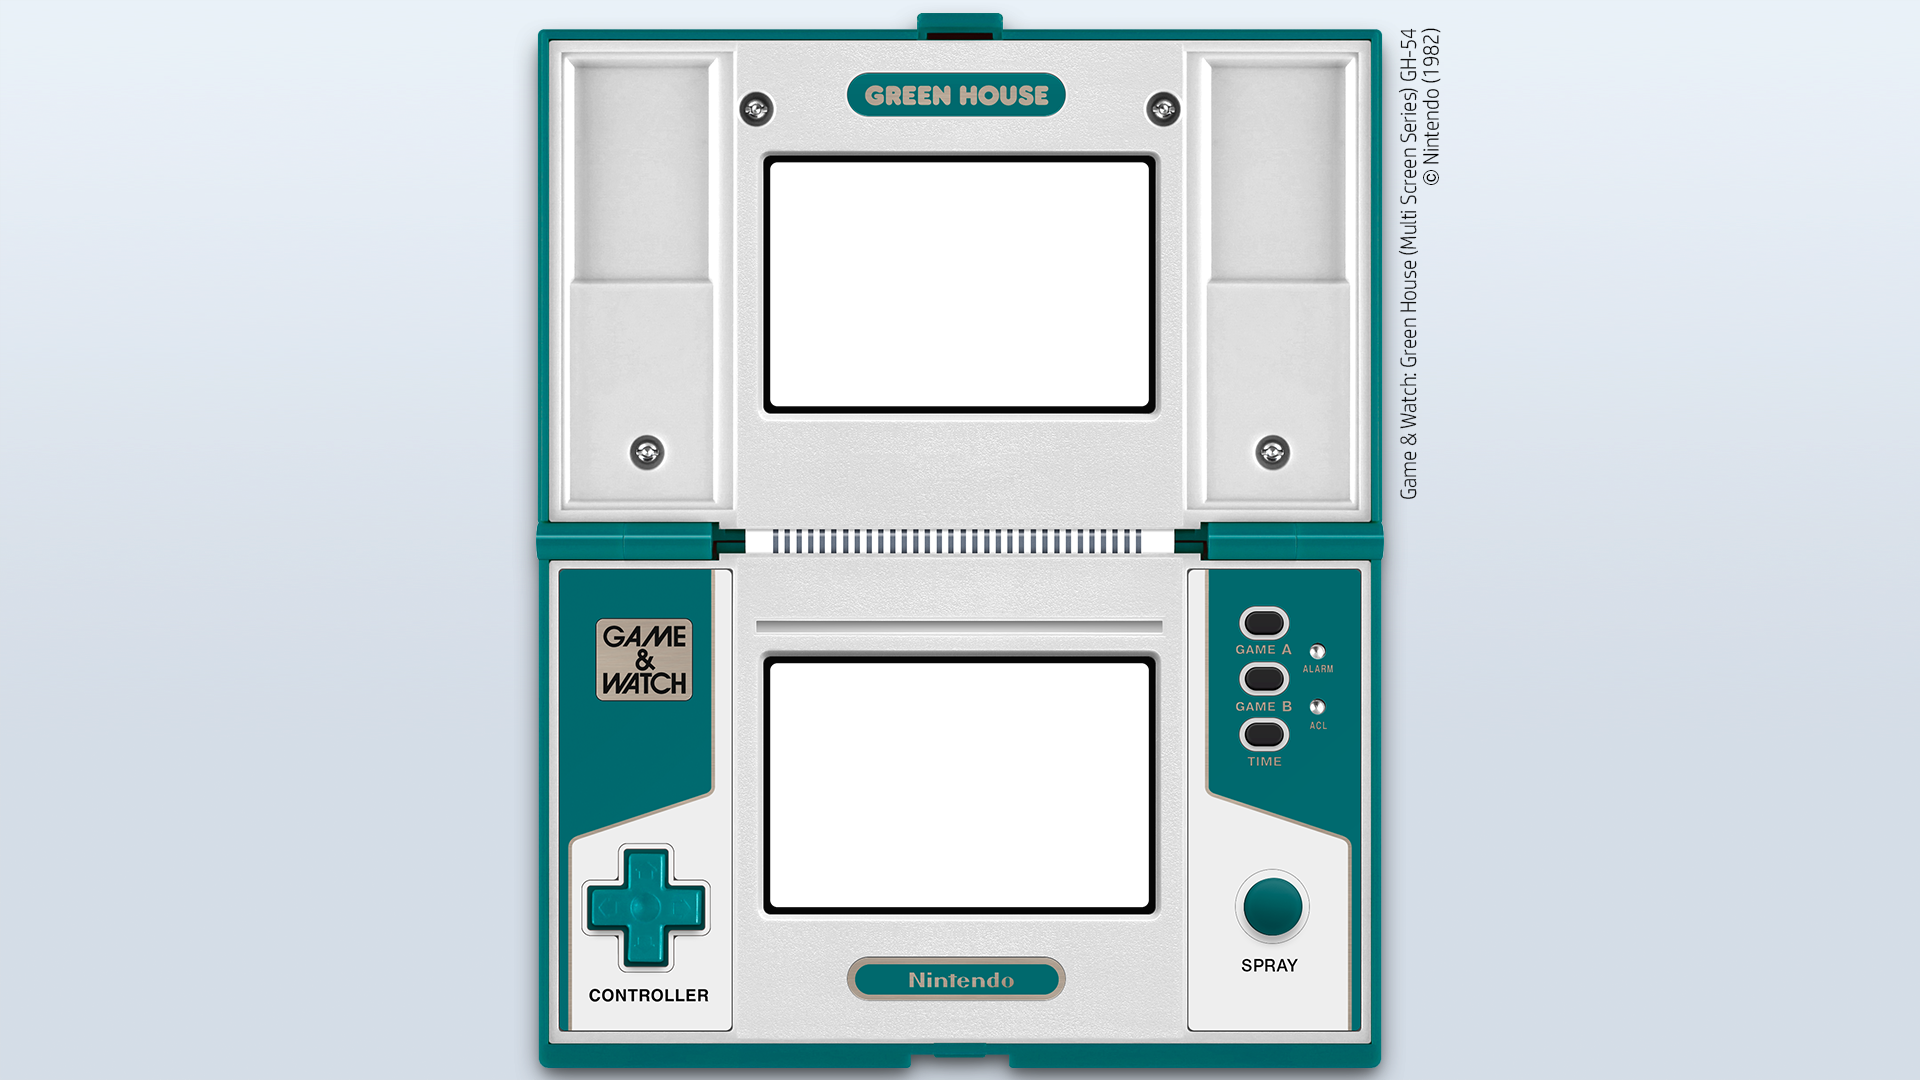 GREEN HOUSE
Game & Watch: Green House (Multi Screen Series) GH-54
© Nintendo (1982)
GAME
&
WATCH
GAME A
ALARM
GAME B
ACL
TIME
CONTROLLER
SPRAY
Nintendo